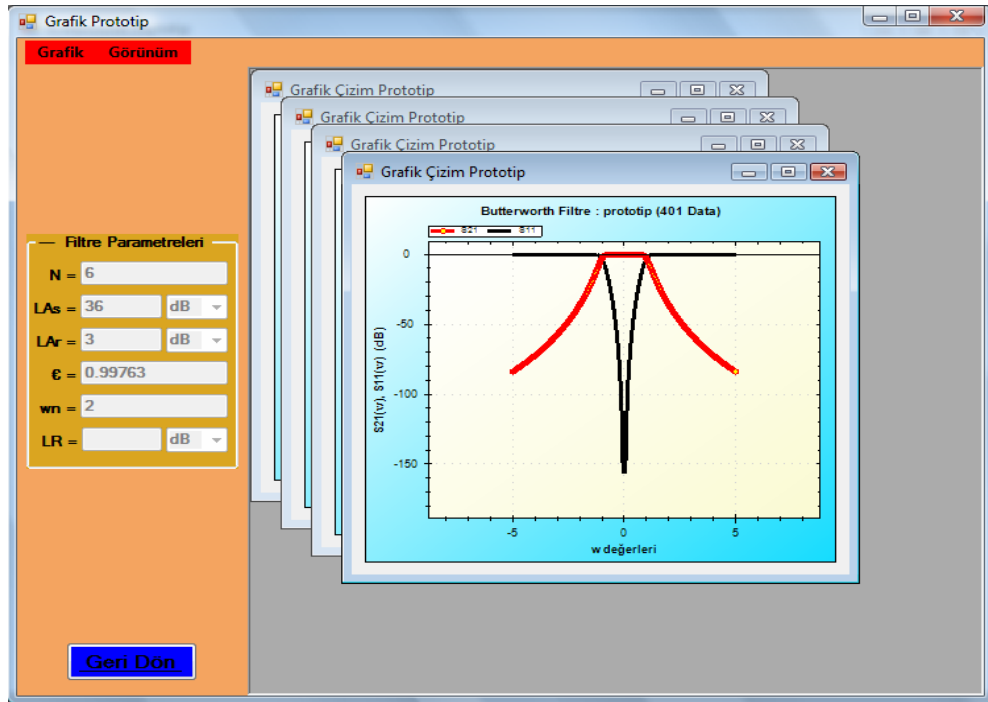 Grafik Prototip
Grafik Görünüm
Grafik Çizim Prototip
Grafik Çizim Prototip
Grafik Çizim Prototip
Grafik Çizim Prototip
Filtre Parametreleri
N = 6
LAs = 36 dB
LAr = 3 dB
€ = 0.99763
wn = 2
LR = dB
Geri Dön
Butterworth Filtre : prototip (401 Data)
S21 S11
S21(w), S11(w) (dB)
0
-50
-100
-150
-5 0 5
w değerleri